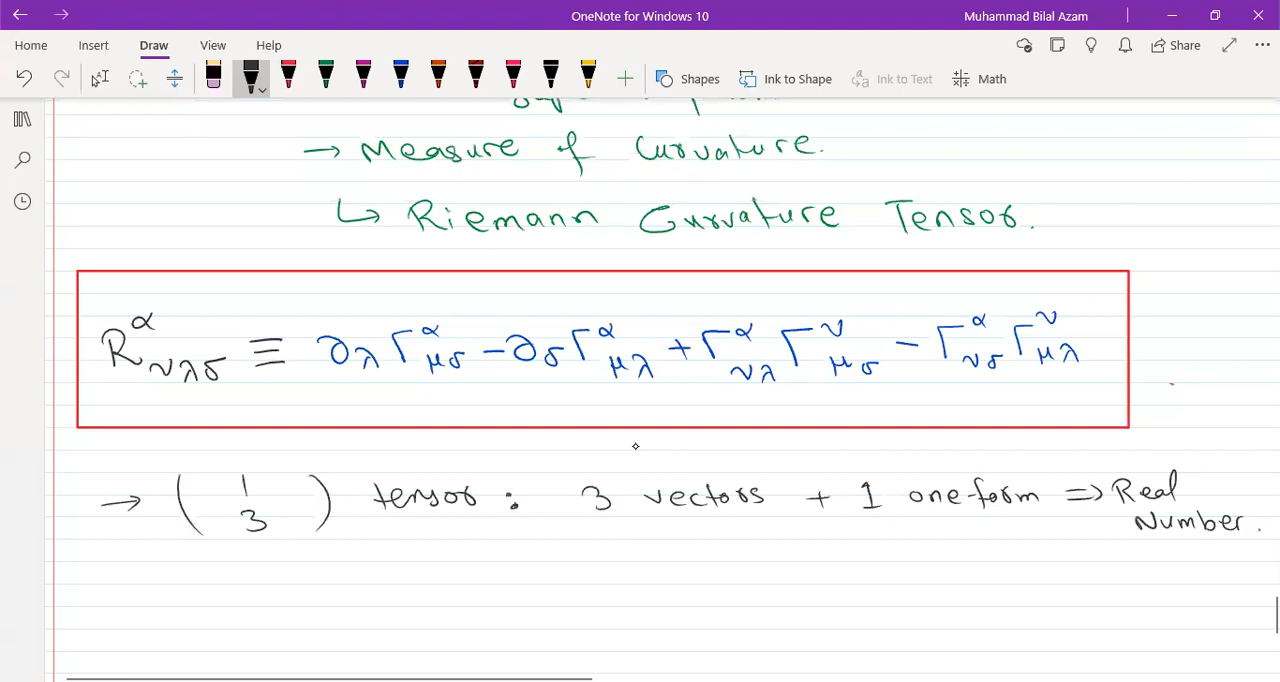 OneNote for Windows 10
Muhammad Bilal Azam
Home Insert Draw View Help
Share
Shapes Ink to Shape Ink to Text Math
→ Measure of Curvature.
↳ Riemann Curvature Tensor.
R^α_νλσ ≡ ∂λ Γ^α_μσ − ∂σ Γ^α_μλ + Γ^α_νλ Γ^ν_μσ − Γ^α_νσ Γ^ν_μλ
→ (1 3) tensor : 3 vectors + 1 one-form ⇒ Real
Number.